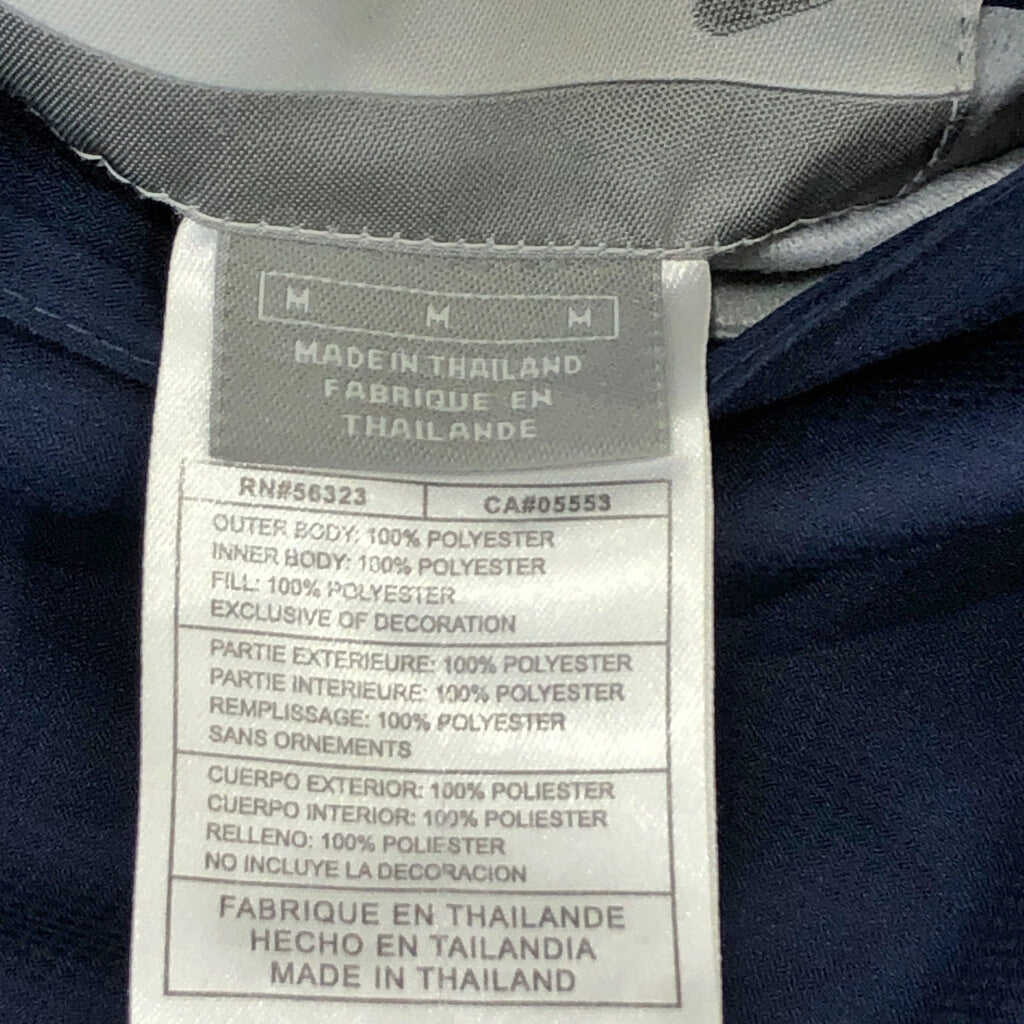 M M M
MADE IN THAILAND
FABRIQUE EN
THAILANDE
RN#56323 CA#05553
OUTER BODY: 100% POLYESTER
INNER BODY: 100% POLYESTER
FILL: 100% POLYESTER
EXCLUSIVE OF DECORATION
PARTIE EXTERIEURE: 100% POLYESTER
PARTIE INTERIEURE: 100% POLYESTER
REMPLISSAGE: 100% POLYESTER
SANS ORNEMENTS
CUERPO EXTERIOR: 100% POLIESTER
CUERPO INTERIOR: 100% POLIESTER
RELLENO: 100% POLIESTER
NO INCLUYE LA DECORACION
FABRIQUE EN THAILANDE
HECHO EN TAILANDIA
MADE IN THAILAND